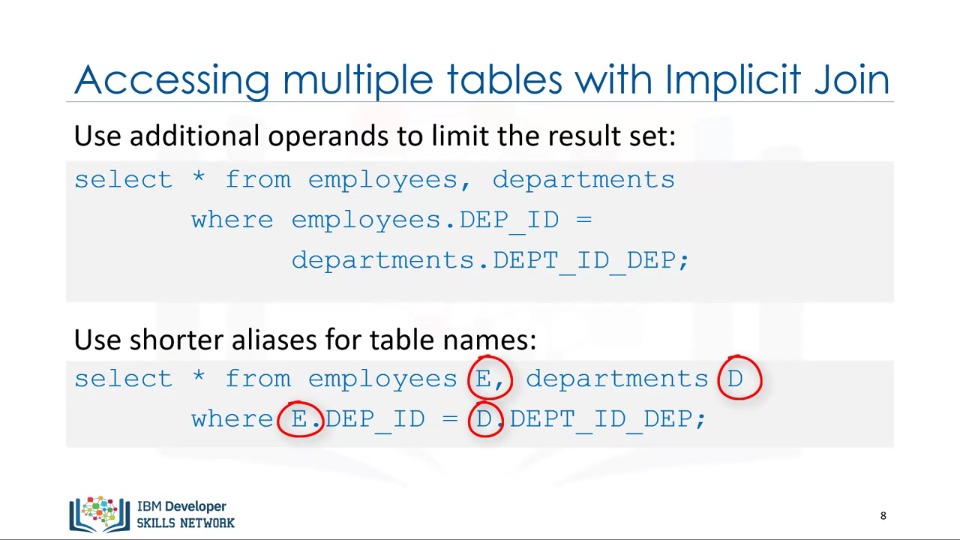 Accessing multiple tables with Implicit Join
Use additional operands to limit the result set:
select * from employees, departments
where employees.DEP_ID =
departments.DEPT_ID_DEP;
Use shorter aliases for table names:
select * from employees E, departments D
where E.DEP_ID = D.DEPT_ID_DEP;
IBM Developer
SKILLS NETWORK
8